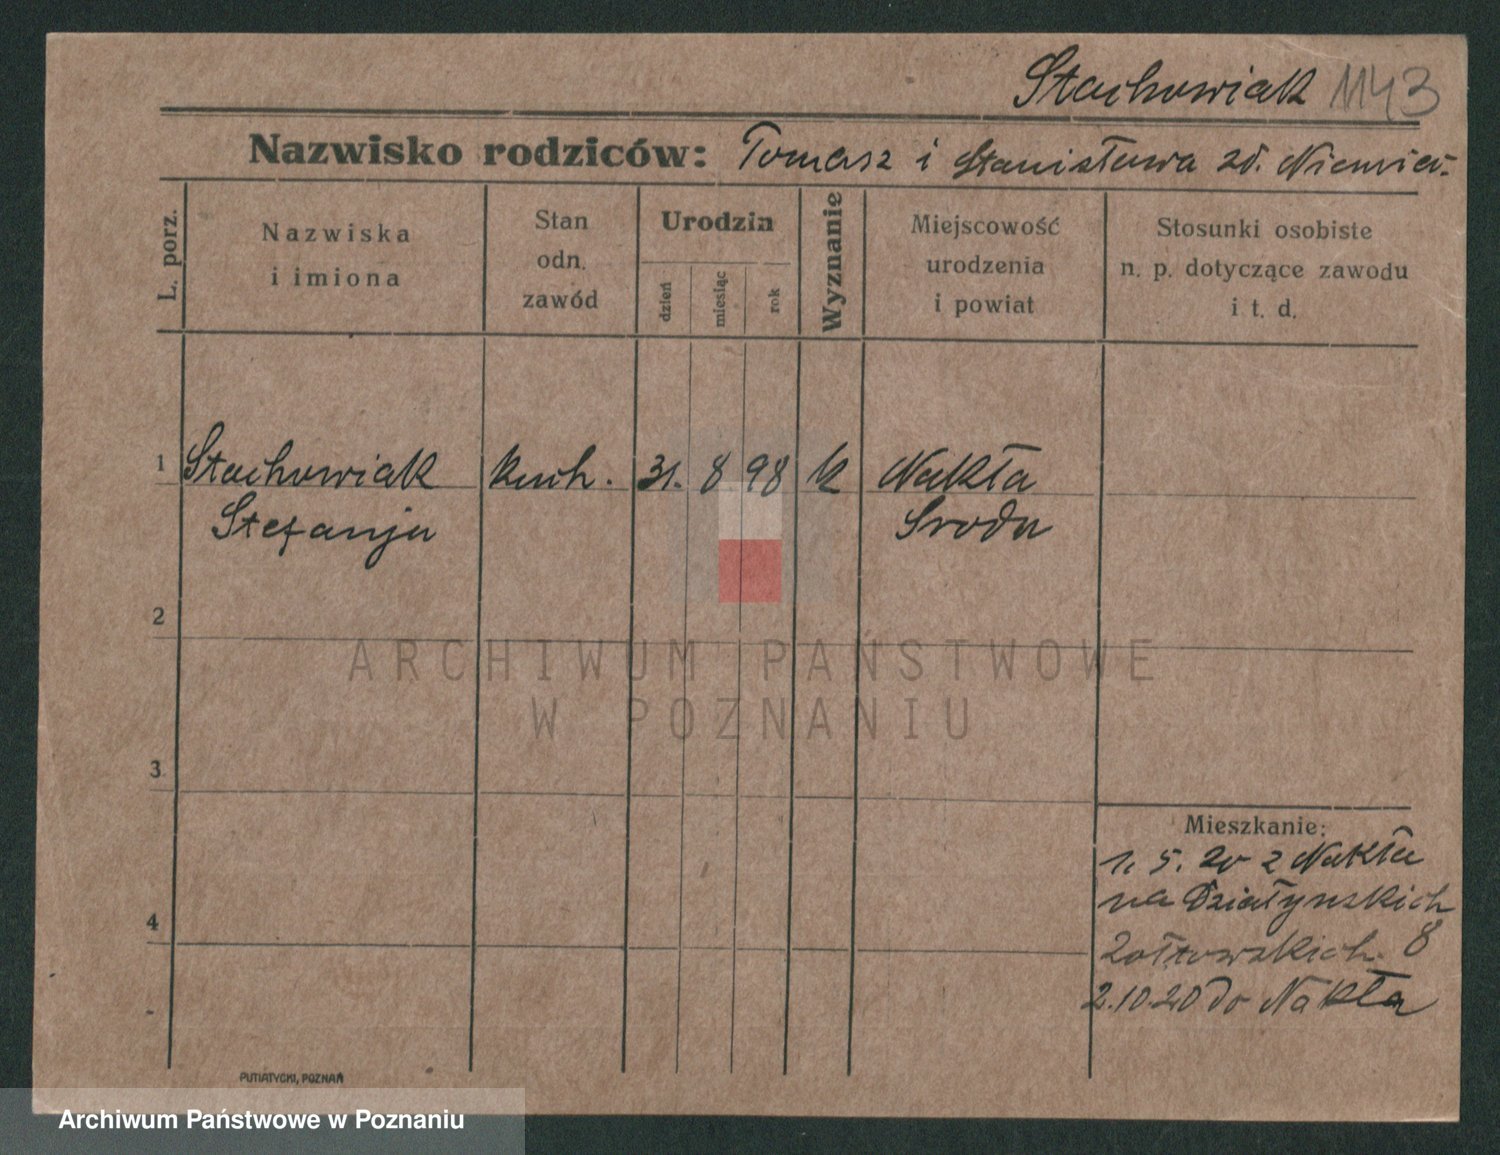 Stachowiak 1143
Nazwisko rodziców: Tomasz i Stanisława zd. Niemier.
L. porz.
Nazwiska
i imiona
Stan
odn.
zawód
Urodzin
dzień
miesiąc
rok
Wyznanie
Miejscowość
urodzenia
i powiat
Stosunki osobiste
n. p. dotyczące zawodu
i t. d.
1 Stachowiak kuch. 31. 8 98 k Nakła
Stefanja Sroda
2
ARCHIWUM PAŃSTWOWE
W POZNANIU
3
Mieszkanie:
1. 5. 20 z Nakła
na Działyńskich
4
Żołtowskich. 8
2.10.20 do Nakła
PUTIATYCKI, POZNAŃ
Archiwum Państwowe w Poznaniu